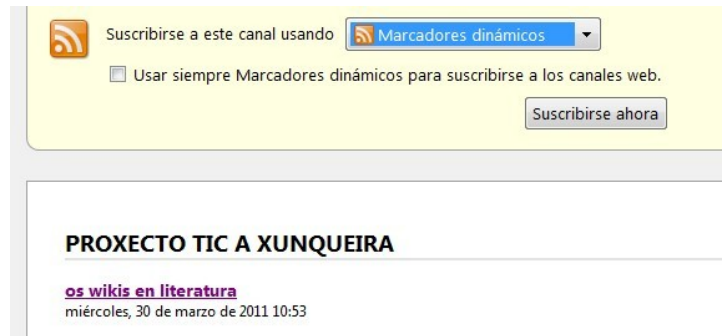 Suscribirse a este canal usando Marcadores dinámicos
Usar siempre Marcadores dinámicos para suscribirse a los canales web.
Suscribirse ahora
PROXECTO TIC A XUNQUEIRA
os wikis en literatura
miércoles, 30 de marzo de 2011 10:53